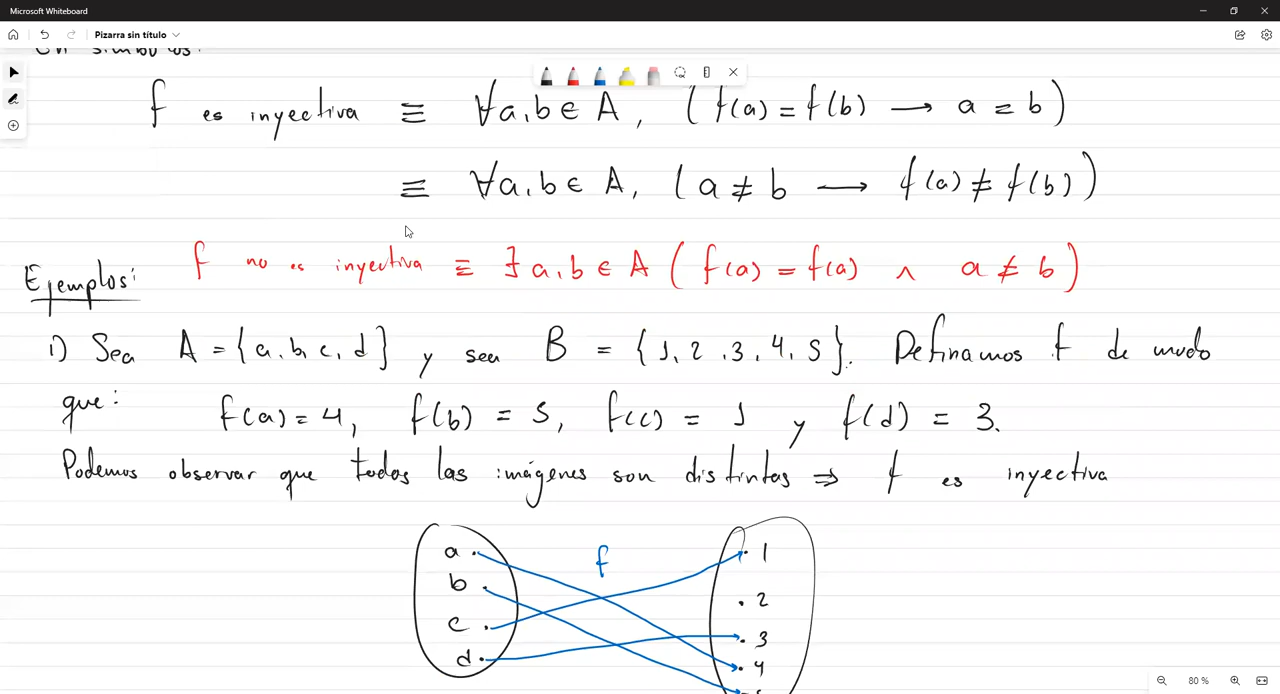 Microsoft Whiteboard
Pizarra sin título
En símbolos:
f es inyectiva ≡ ∀a,b ∈ A, (f(a) = f(b) → a = b)
≡ ∀a,b ∈ A, (a ≠ b → f(a) ≠ f(b))
f no es inyectiva ≡ ∃ a,b ∈ A (f(a) = f(a) ∧ a ≠ b)
Ejemplos:
1) Sea A = {a, b, c, d} y sea B = {1, 2, 3, 4, 5}. Definamos f de modo
que: f(a) = 4, f(b) = 5, f(c) = 1 y f(d) = 3.
Podemos observar que todas las imágenes son distintas ⇒ f es inyectiva
f
a 1
b 2
c 3
d 4
80 %